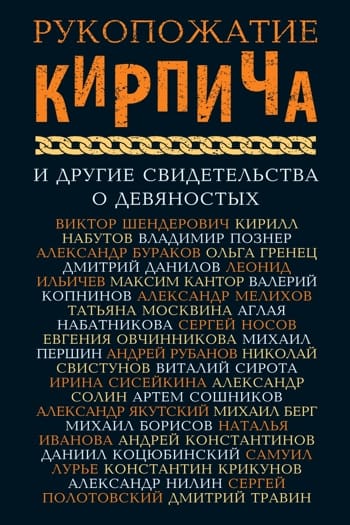 РУКОПОЖАТИЕ
КИРПИЧА
И ДРУГИЕ СВИДЕТЕЛЬСТВА
О ДЕВЯНОСТЫХ
ВИКТОР ШЕНДЕРОВИЧ КИРИЛЛ
НАБУТОВ ВЛАДИМИР ПОЗНЕР
АЛЕКСАНДР БУРАКОВ ОЛЬГА ГРЕНЕЦ
ДМИТРИЙ ДАНИЛОВ ЛЕОНИД
ИЛЬИЧЕВ МАКСИМ КАНТОР ВАЛЕРИЙ
КОПНИНОВ АЛЕКСАНДР МЕЛИХОВ
ТАТЬЯНА МОСКВИНА АГЛАЯ
НАБАТНИКОВА СЕРГЕЙ НОСОВ
ЕВГЕНИЯ ОВЧИННИКОВА МИХАИЛ
ПЕРШИН АНДРЕЙ РУБАНОВ НИКОЛАЙ
СВИСТУНОВ ВИТАЛИЙ СИРОТА
ИРИНА СИСЕЙКИНА АЛЕКСАНДР
СОЛИН АРТЕМ СОШНИКОВ
АЛЕКСАНДР ЯКУТСКИЙ МИХАИЛ БЕРГ
МИХАИЛ БОРИСОВ НАТАЛЬЯ
ИВАНОВА АНДРЕЙ КОНСТАНТИНОВ
ДАНИИЛ КОЦЮБИНСКИЙ САМУИЛ
ЛУРЬЕ КОНСТАНТИН КРИКУНОВ
АЛЕКСАНДР НИЛИН СЕРГЕЙ
ПОЛОТОВСКИЙ ДМИТРИЙ ТРАВИН